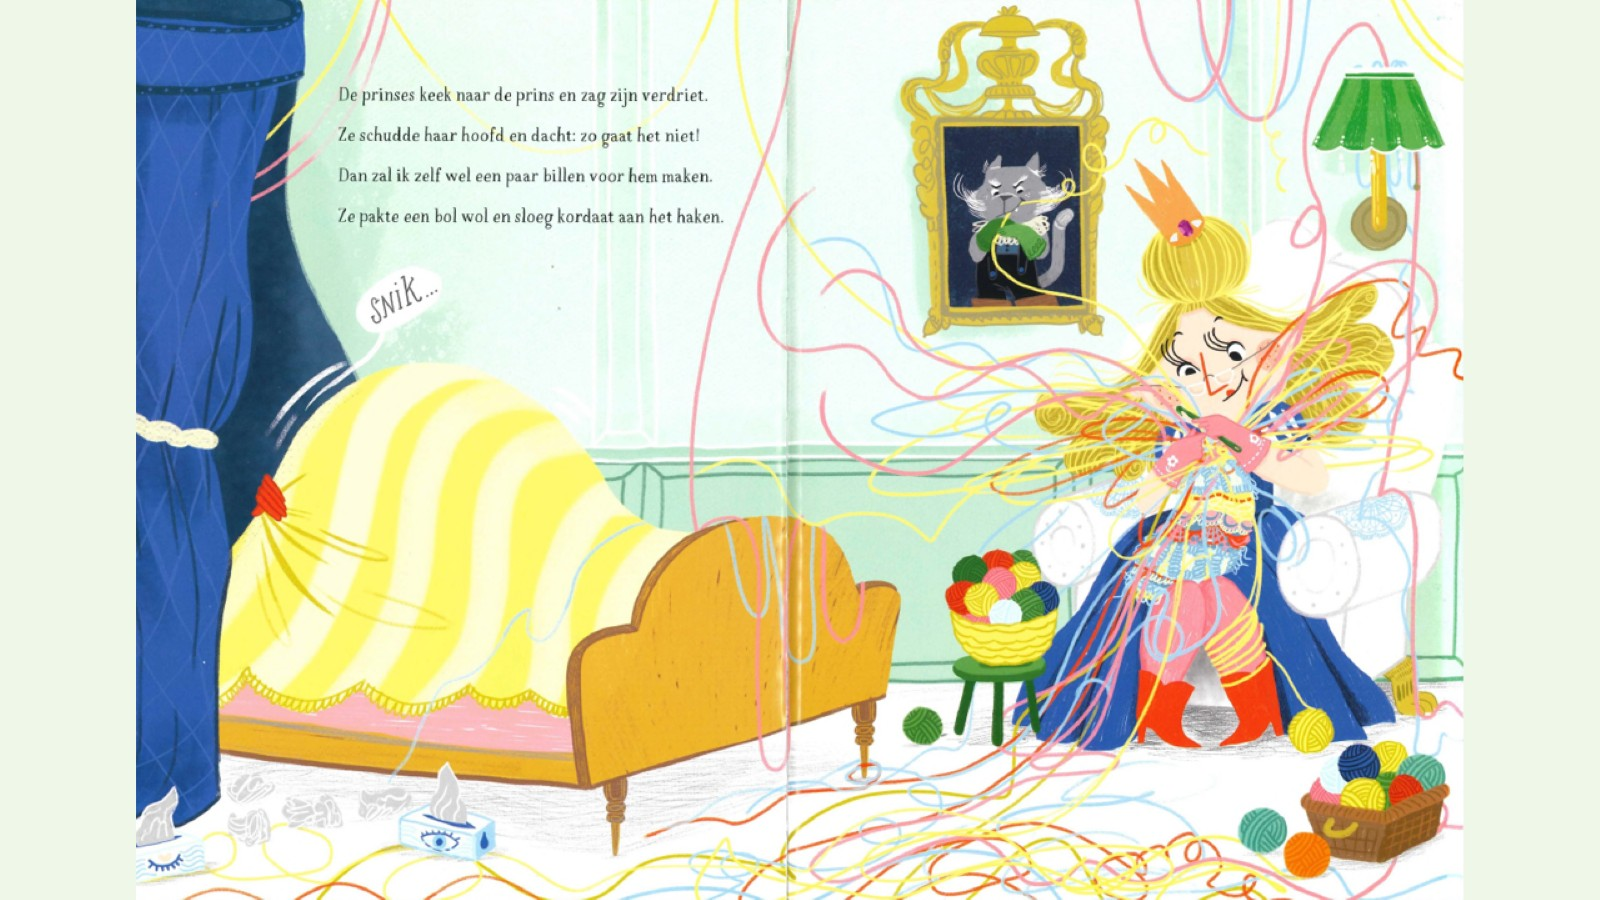 De prinses keek naar de prins en zag zijn verdriet.
Ze schudde haar hoofd en dacht: zo gaat het niet!
Dan zal ik zelf wel een paar billen voor hem maken.
Ze pakte een bol wol en sloeg kordaat aan het haken.
SNIK...